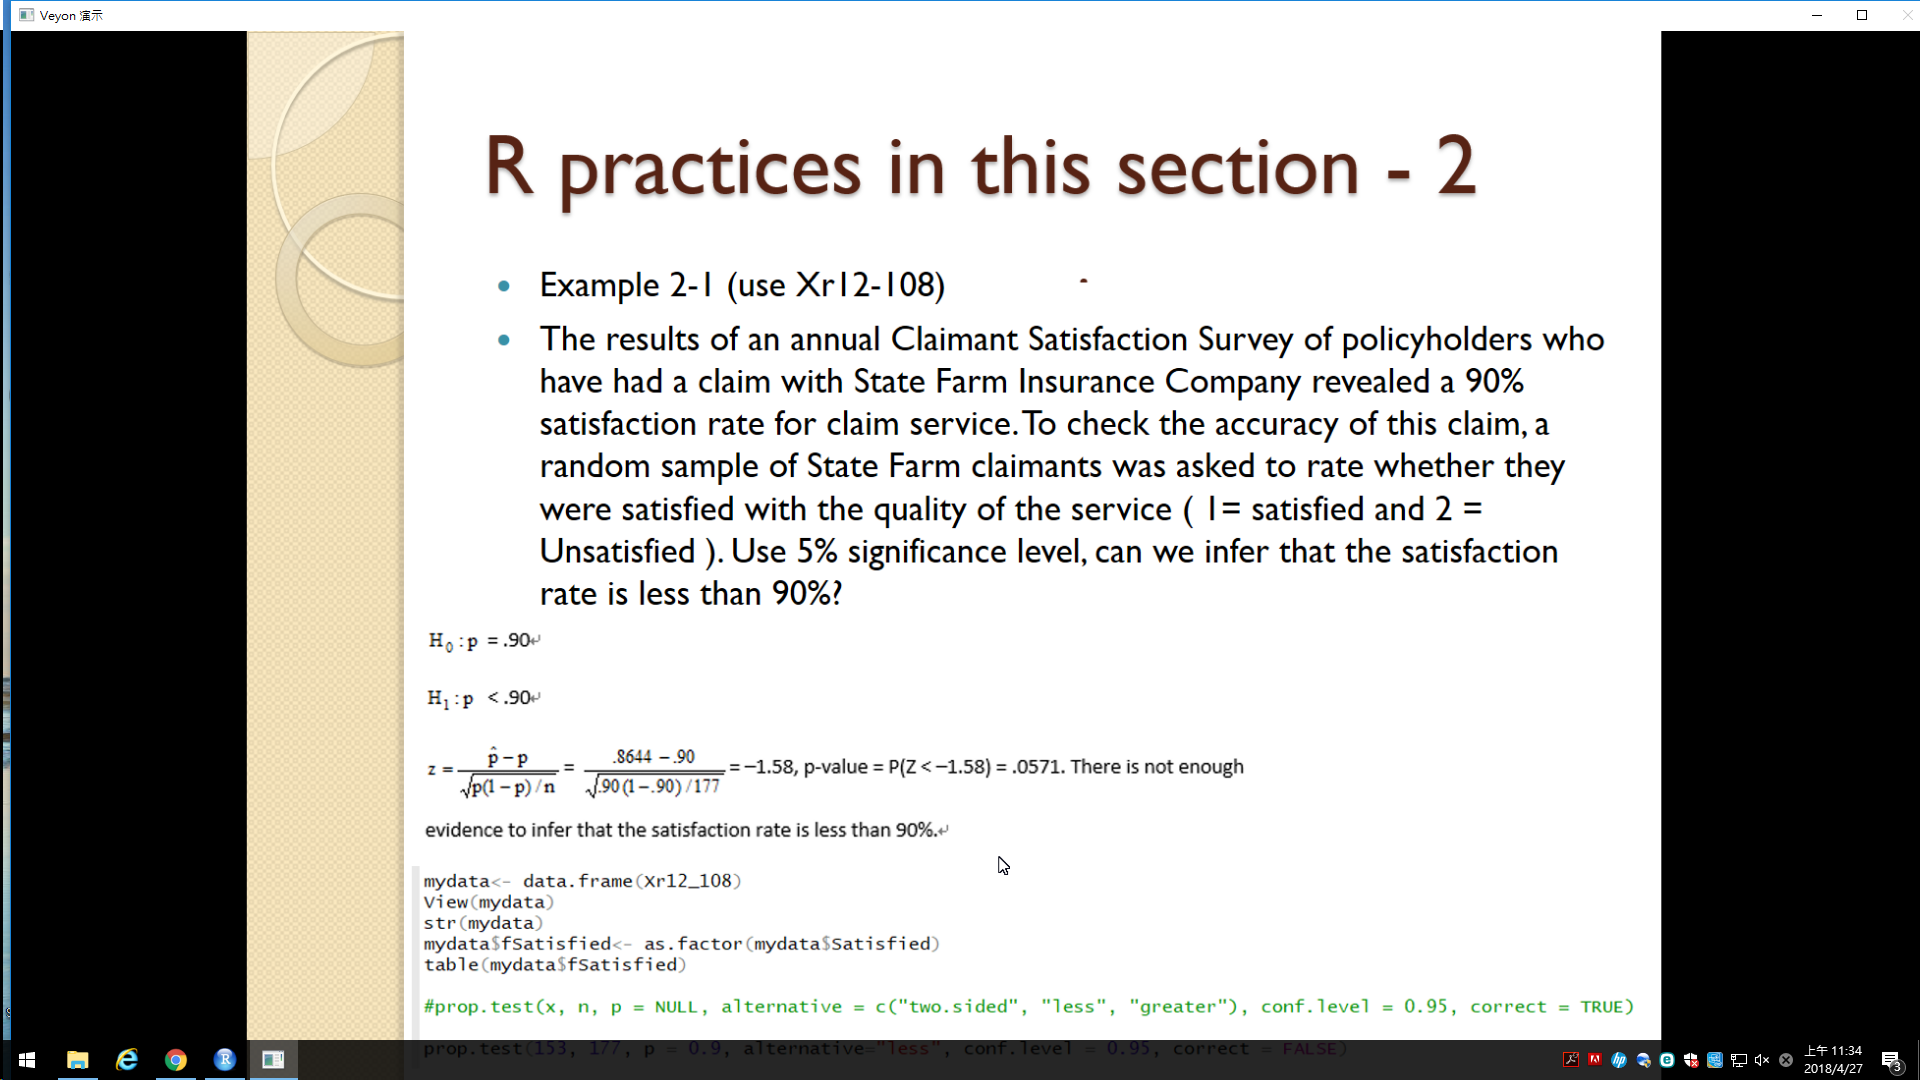 Veyon 演示
R practices in this section - 2
Example 2-1 (use Xr12-108)
The results of an annual Claimant Satisfaction Survey of policyholders who
have had a claim with State Farm Insurance Company revealed a 90%
satisfaction rate for claim service. To check the accuracy of this claim, a
random sample of State Farm claimants was asked to rate whether they
were satisfied with the quality of the service ( 1= satisfied and 2 =
Unsatisfied ). Use 5% significance level, can we infer that the satisfaction
rate is less than 90%?
H₀ : p = .90↵
H₁ : p < .90↵
z = (p̂ − p) / √(p(1 − p) / n) = (.8644 − .90) / √(.90 (1 − .90) / 177) = −1.58, p-value = P(Z < −1.58) = .0571. There is not enough
evidence to infer that the satisfaction rate is less than 90%.↵
mydata<- data.frame(Xr12_108)
View(mydata)
str(mydata)
mydata$fSatisfied<- as.factor(mydata$Satisfied)
table(mydata$fSatisfied)
#prop.test(x, n, p = NULL, alternative = c("two.sided", "less", "greater"), conf.level = 0.95, correct = TRUE)
prop.test(153, 177, p = 0.9, alternative="less", conf.level = 0.95, correct = FALSE)
上午 11:34
2018/4/27
3